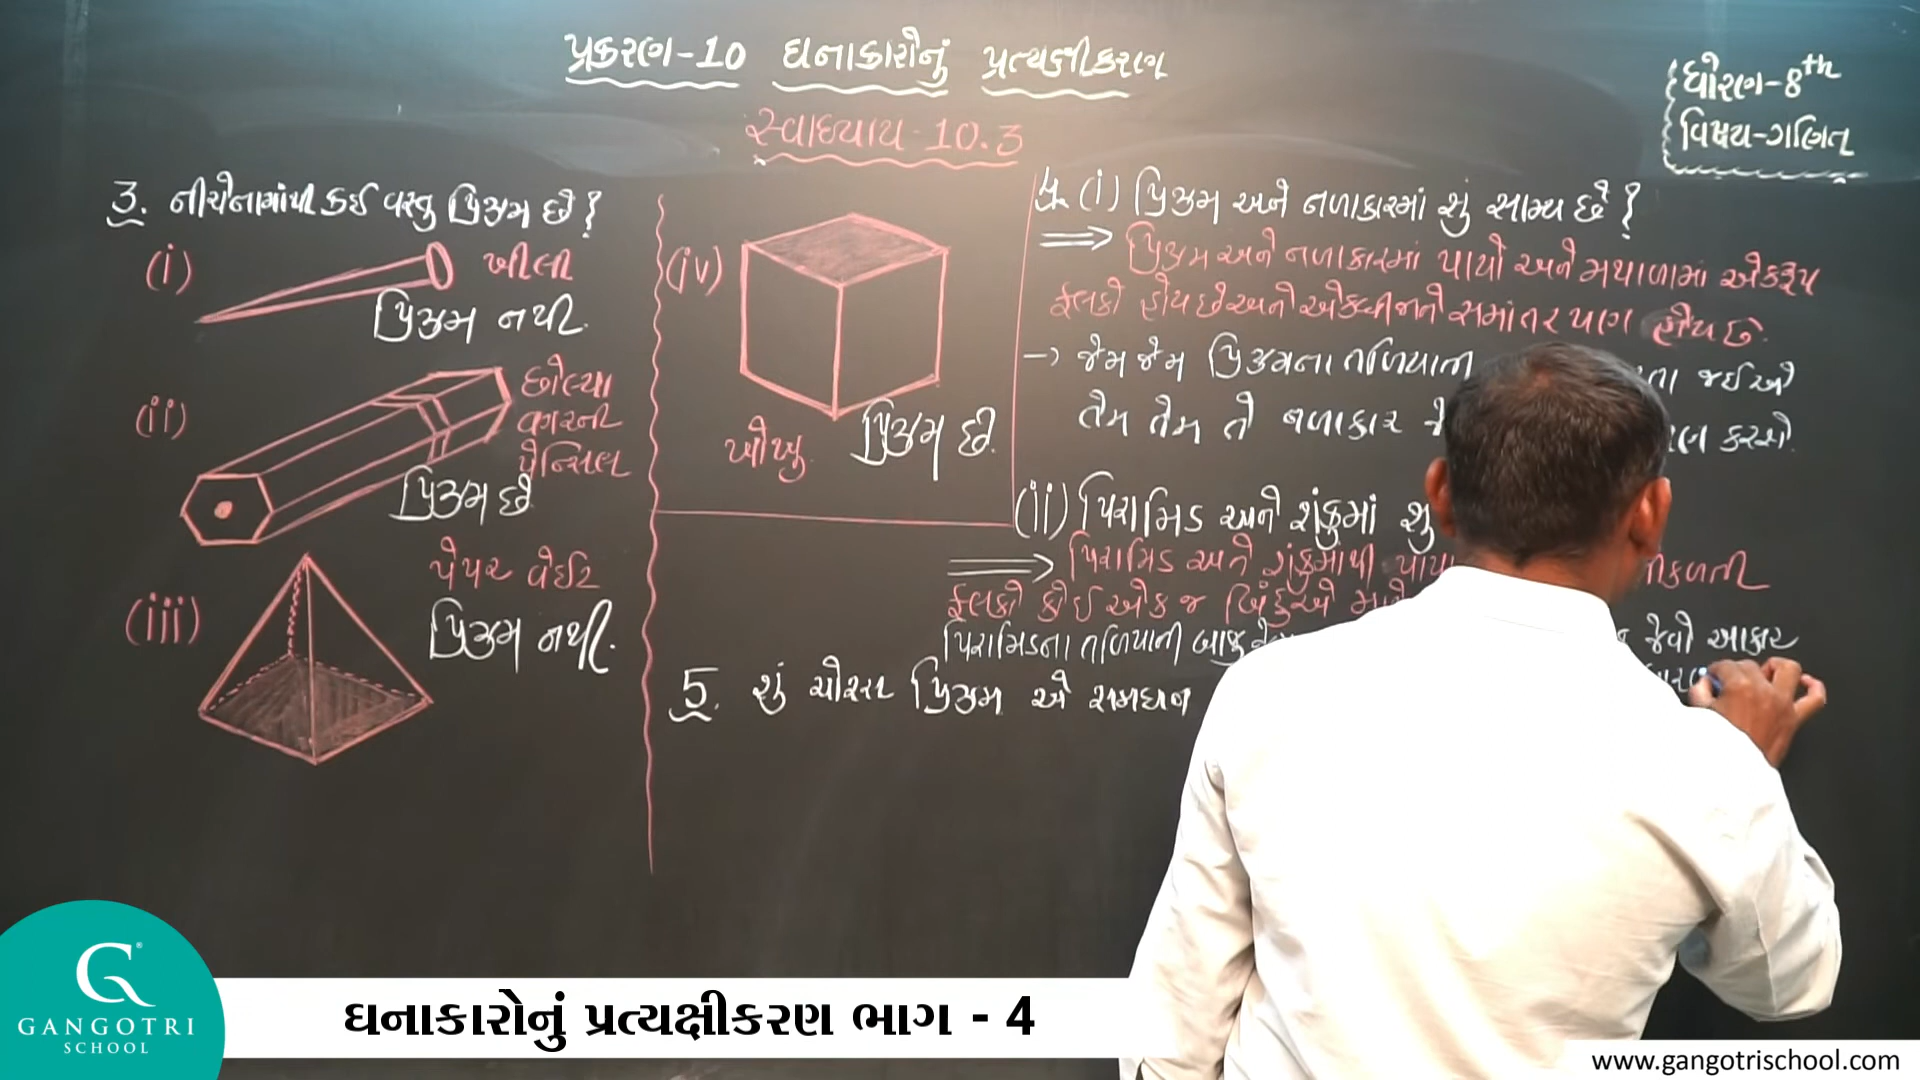 પ્રકરણ-10 ઘનાકારોનું પ્રત્યક્ષીકરણ
ધોરણ-8th
વિષય-ગણિત
સ્વાધ્યાય-10.3
3. નીચેનામાંથી કઈ વસ્તુ પ્રિઝમ છે?
(i) ખીલી
પ્રિઝમ નથી.
(ii) છોલ્યા
વગરની
પેન્સિલ
પ્રિઝમ છે
(iii) પેપર વેઈટ
પ્રિઝમ નથી.
(iv)
ખોખુ. પ્રિઝમ છે.
4. (i) પ્રિઝમ અને નળાકારમાં શું સામ્ય છે?
પ્રિઝમ અને નળાકારમાં પાયો અને મથાળામાં એકરૂપ
ફલકો હોય છે અને એકબીજાને સમાંતર પણ હોય છે.
→ જેમ જેમ પ્રિઝમના તળિયાની જઈએ
તેમ તેમ તે નળાકાર કરશે.
(ii) પિરામિડ અને શંકુમાં શું
પિરામિડ અને શંકુમાંથી નીકળતી
ફલકો કોઈ એક જ બિંદુએ
પિરામિડના તળિયાની બાજુ જેવો આકાર
5. શું ચોરસ પ્રિઝમ એ સમઘન
GANGOTRI
SCHOOL
ઘનાકારોનું પ્રત્યક્ષીકરણ ભાગ - 4
www.gangotrischool.com